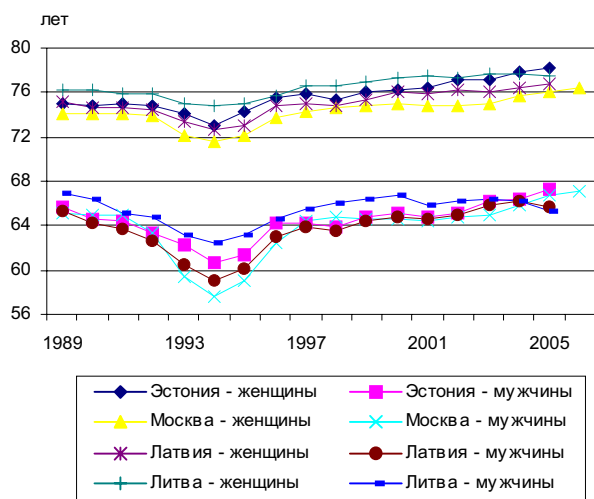 лет
80
76
72
68
64
60
56
1989 1993 1997 2001 2005
Эстония - женщины Эстония - мужчины
Москва - женщины Москва - мужчины
Латвия - женщины Латвия - мужчины
Литва - женщины Литва - мужчины